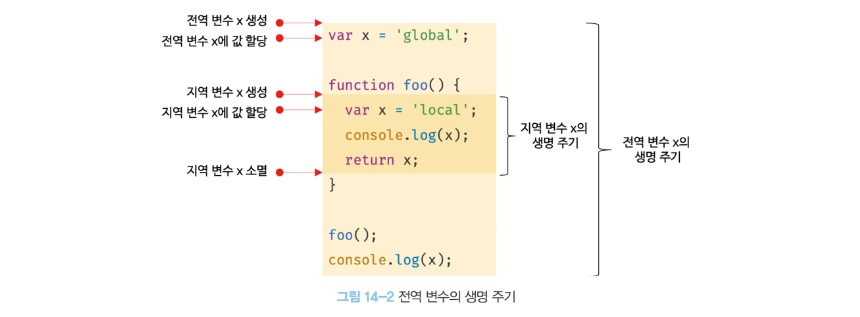 전역 변수 x 생성
전역 변수 x에 값 할당
var x = 'global';
function foo() {
지역 변수 x 생성
지역 변수 x에 값 할당
var x = 'local';
console.log(x);
return x;
지역 변수 x 소멸
}
지역 변수 x의
생명 주기
전역 변수 x의
생명 주기
foo();
console.log(x);
그림 14-2 전역 변수의 생명 주기